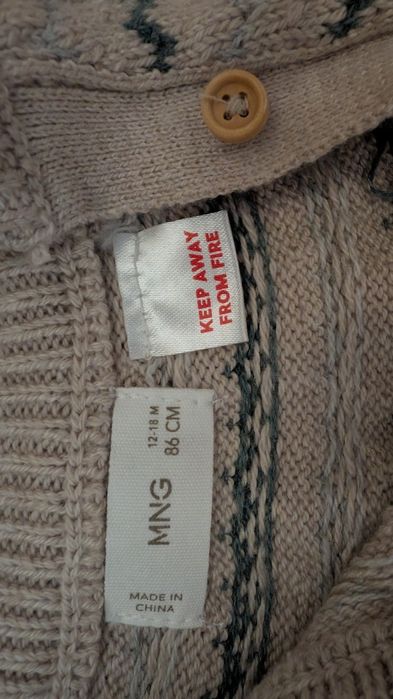 KEEP AWAY
FROM FIRE
12-18 M
86 CM
MNG
MADE IN
CHINA